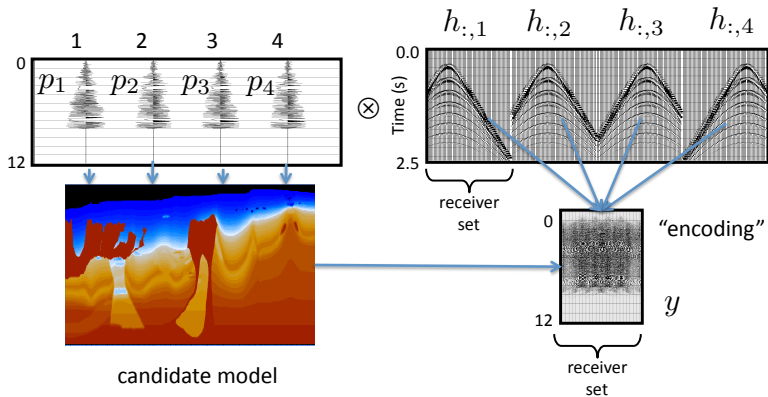 1 2 3 4
h:,1 h:,2 h:,3 h:,4
0
p1 p2 p3 p4
12
⊗
Time (s)
0.0
2.5
receiver
set
0
"encoding"
y
12
receiver
set
candidate model